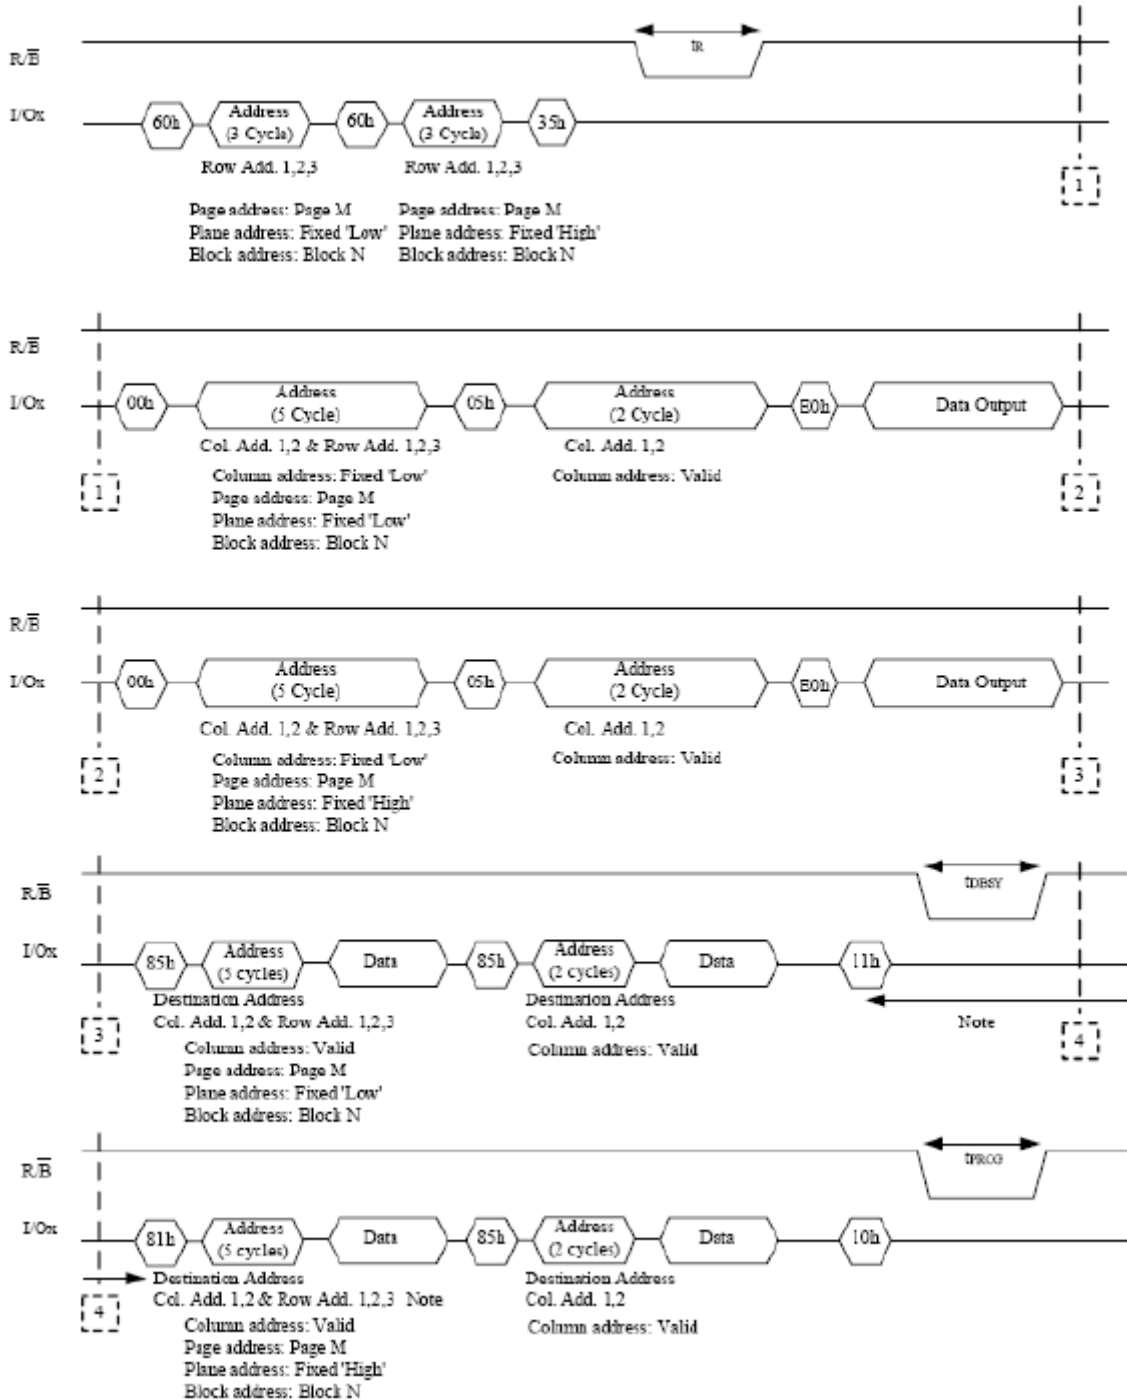 R/B tR
I/Ox 60h Address (3 Cycle) 60h Address (3 Cycle) 35h
Row Add. 1,2,3 Row Add. 1,2,3
1
Page address: Page M Page address: Page M
Plane address: Fixed 'Low' Plane address: Fixed 'High'
Block address: Block N Block address: Block N
R/B
I/Ox 00h Address (5 Cycle) 05h Address (2 Cycle) E0h Data Output
Col. Add. 1,2 & Row Add. 1,2,3 Col. Add. 1,2
Column address: Fixed 'Low' Column address: Valid
1 Page address: Page M 2
Plane address: Fixed 'Low'
Block address: Block N
R/B
I/Ox 00h Address (5 Cycle) 05h Address (2 Cycle) E0h Data Output
Col. Add. 1,2 & Row Add. 1,2,3 Col. Add. 1,2
Column address: Fixed 'Low' Column address: Valid
2 Page address: Page M 3
Plane address: Fixed 'High'
Block address: Block N
R/B tDBSY
I/Ox 85h Address (5 cycles) Data 85h Address (2 cycles) Data 11h
Destination Address Destination Address
Col. Add. 1,2 & Row Add. 1,2,3 Col. Add. 1,2 Note
3 Column address: Valid Column address: Valid 4
Page address: Page M
Plane address: Fixed 'Low'
Block address: Block N
R/B tPROG
I/Ox 81h Address (5 cycles) Data 85h Address (2 cycles) Data 10h
Destination Address Destination Address
Col. Add. 1,2 & Row Add. 1,2,3 Note Col. Add. 1,2
4 Column address: Valid Column address: Valid
Page address: Page M
Plane address: Fixed 'High'
Block address: Block N